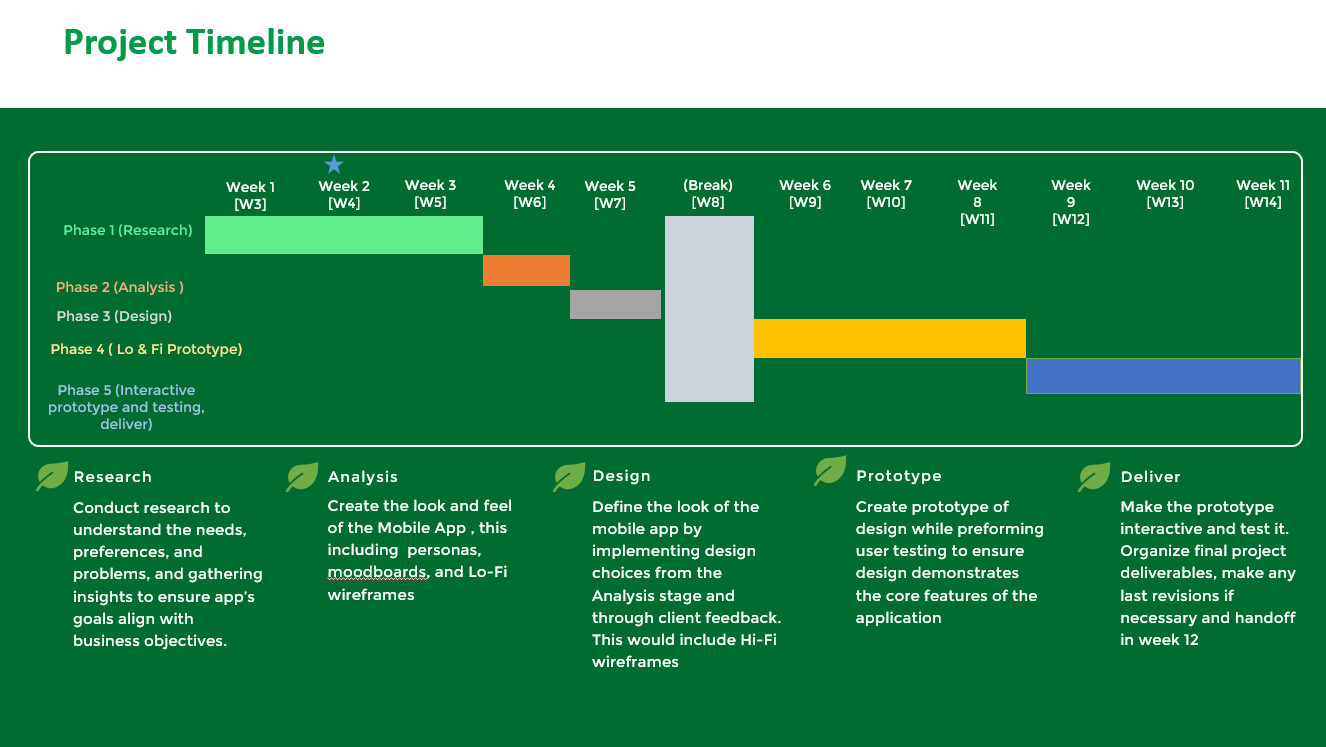 Project Timeline
Week 1
[W3]
Week 2
[W4]
Week 3
[W5]
Week 4
[W6]
Week 5
[W7]
(Break)
[W8]
Week 6
[W9]
Week 7
[W10]
Week
8
[W11]
Week
9
[W12]
Week 10
[W13]
Week 11
[W14]
Phase 1 (Research)
Phase 2 (Analysis )
Phase 3 (Design)
Phase 4 ( Lo & Fi Prototype)
Phase 5 (Interactive
prototype and testing,
deliver)
Research
Conduct research to
understand the needs,
preferences, and
problems, and gathering
insights to ensure app’s
goals align with
business objectives.
Analysis
Create the look and feel
of the Mobile App , this
including  personas,
moodboards, and Lo-Fi
wireframes
Design
Define the look of the
mobile app by
implementing design
choices from the
Analysis stage and
through client feedback.
This would include Hi-Fi
wireframes
Prototype
Create prototype of
design while preforming
user testing to ensure
design demonstrates
the core features of the
application
Deliver
Make the prototype
interactive and test it.
Organize final project
deliverables, make any
last revisions if
necessary and handoff
in week 12